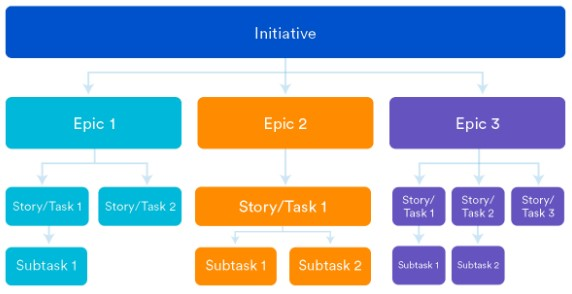 Initiative
Epic 1
Epic 2
Epic 3
Story/Task 1
Story/Task 2
Story/Task 1
Story/
Task 1
Story/
Task 2
Story/
Task 3
Subtask 1
Subtask 1
Subtask 2
Subtask 1
Subtask 2